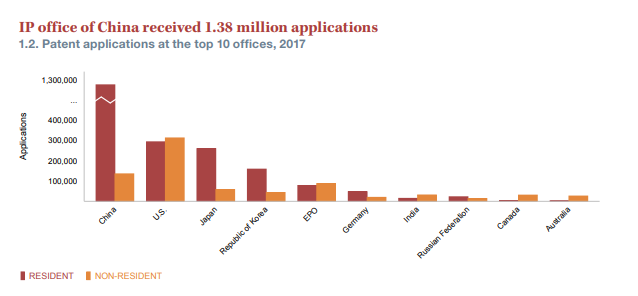 IP office of China received 1.38 million applications
1.2. Patent applications at the top 10 offices, 2017
Applications
1,300,000
...
400,000
300,000
200,000
100,000
China
U.S.
Japan
Republic of Korea
EPO
Germany
India
Russian Federation
Canada
Australia
RESIDENT
NON-RESIDENT